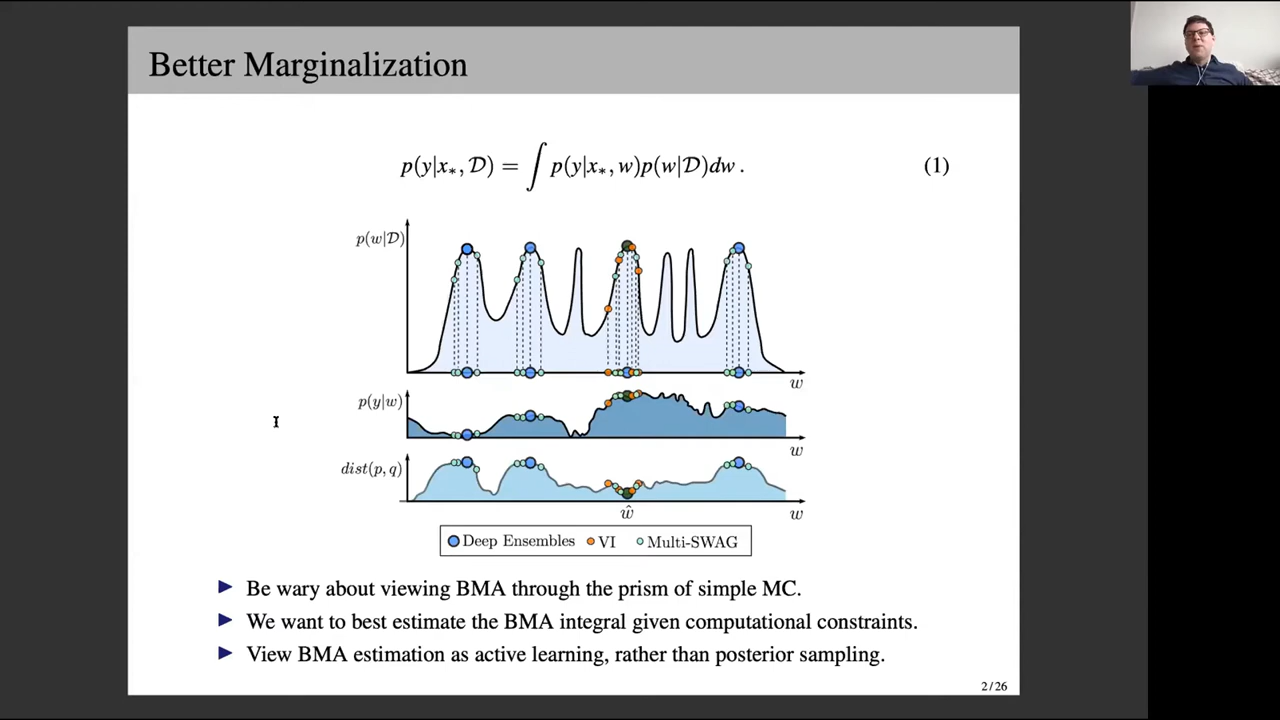 Better Marginalization
p(y|x∗, 𝒟) = ∫ p(y|x∗, w)p(w|𝒟)dw . (1)
p(w|𝒟)
w
p(y|w)
w
dist(p, q)
ŵ w
Deep Ensembles VI Multi-SWAG
▶ Be wary about viewing BMA through the prism of simple MC.
▶ We want to best estimate the BMA integral given computational constraints.
▶ View BMA estimation as active learning, rather than posterior sampling.
2 / 26